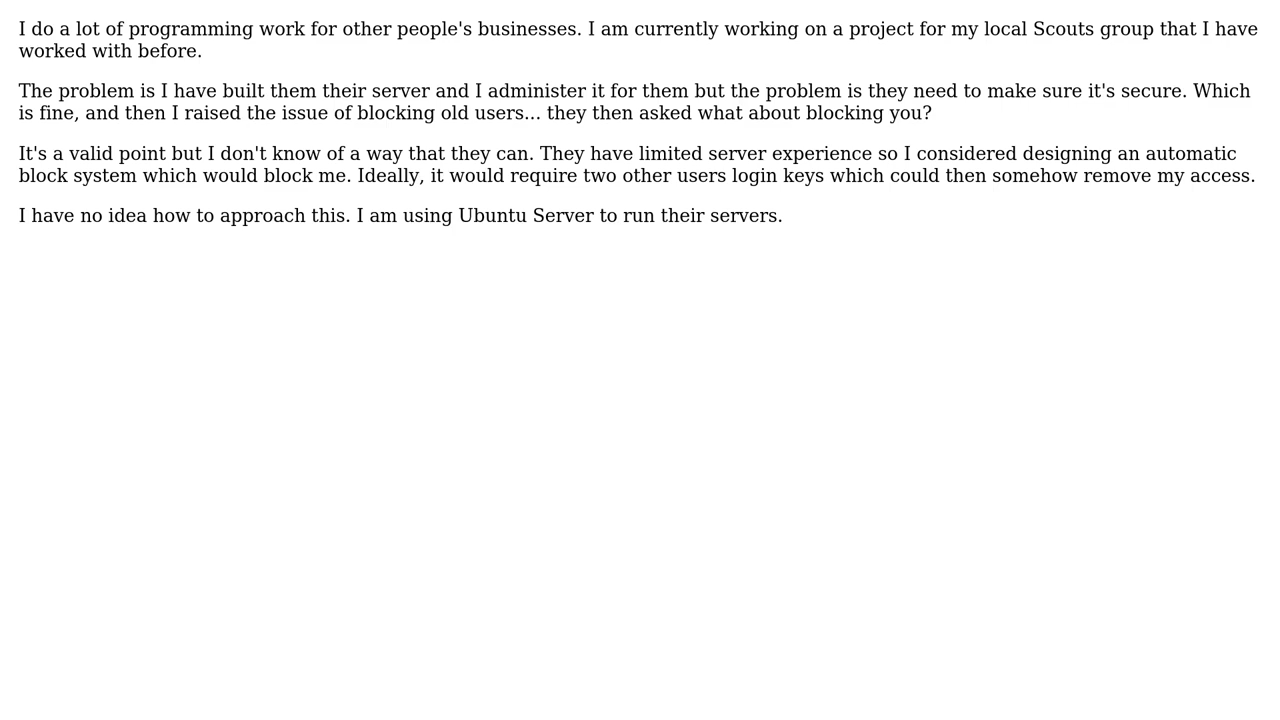 I do a lot of programming work for other people's businesses. I am currently working on a project for my local Scouts group that I have
worked with before.
The problem is I have built them their server and I administer it for them but the problem is they need to make sure it's secure. Which
is fine, and then I raised the issue of blocking old users... they then asked what about blocking you?
It's a valid point but I don't know of a way that they can. They have limited server experience so I considered designing an automatic
block system which would block me. Ideally, it would require two other users login keys which could then somehow remove my access.
I have no idea how to approach this. I am using Ubuntu Server to run their servers.